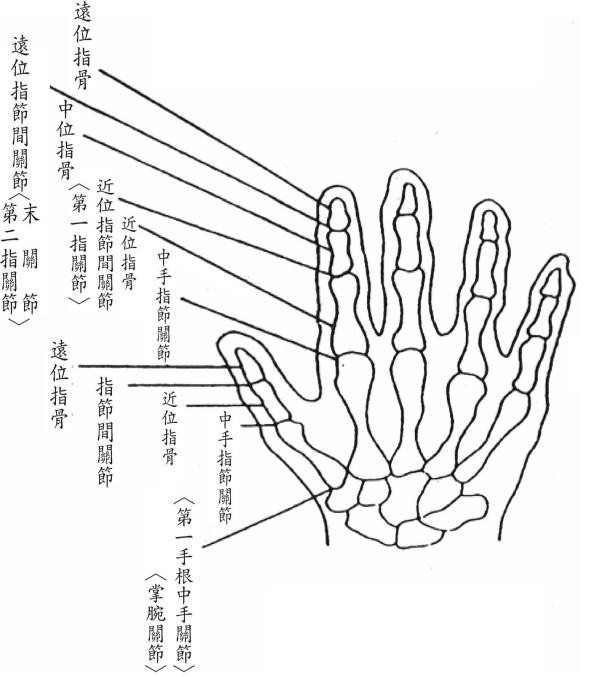 遠位指骨
遠位指節間關節
〈末關節
第二指關節〉
中位指骨
近位指節間關節
〈第一指關節〉
近位指骨
中手指節關節
遠位指骨
指節間關節
近位指骨
中手指節關節
〈第一手根中手關節〉
〈掌腕關節〉